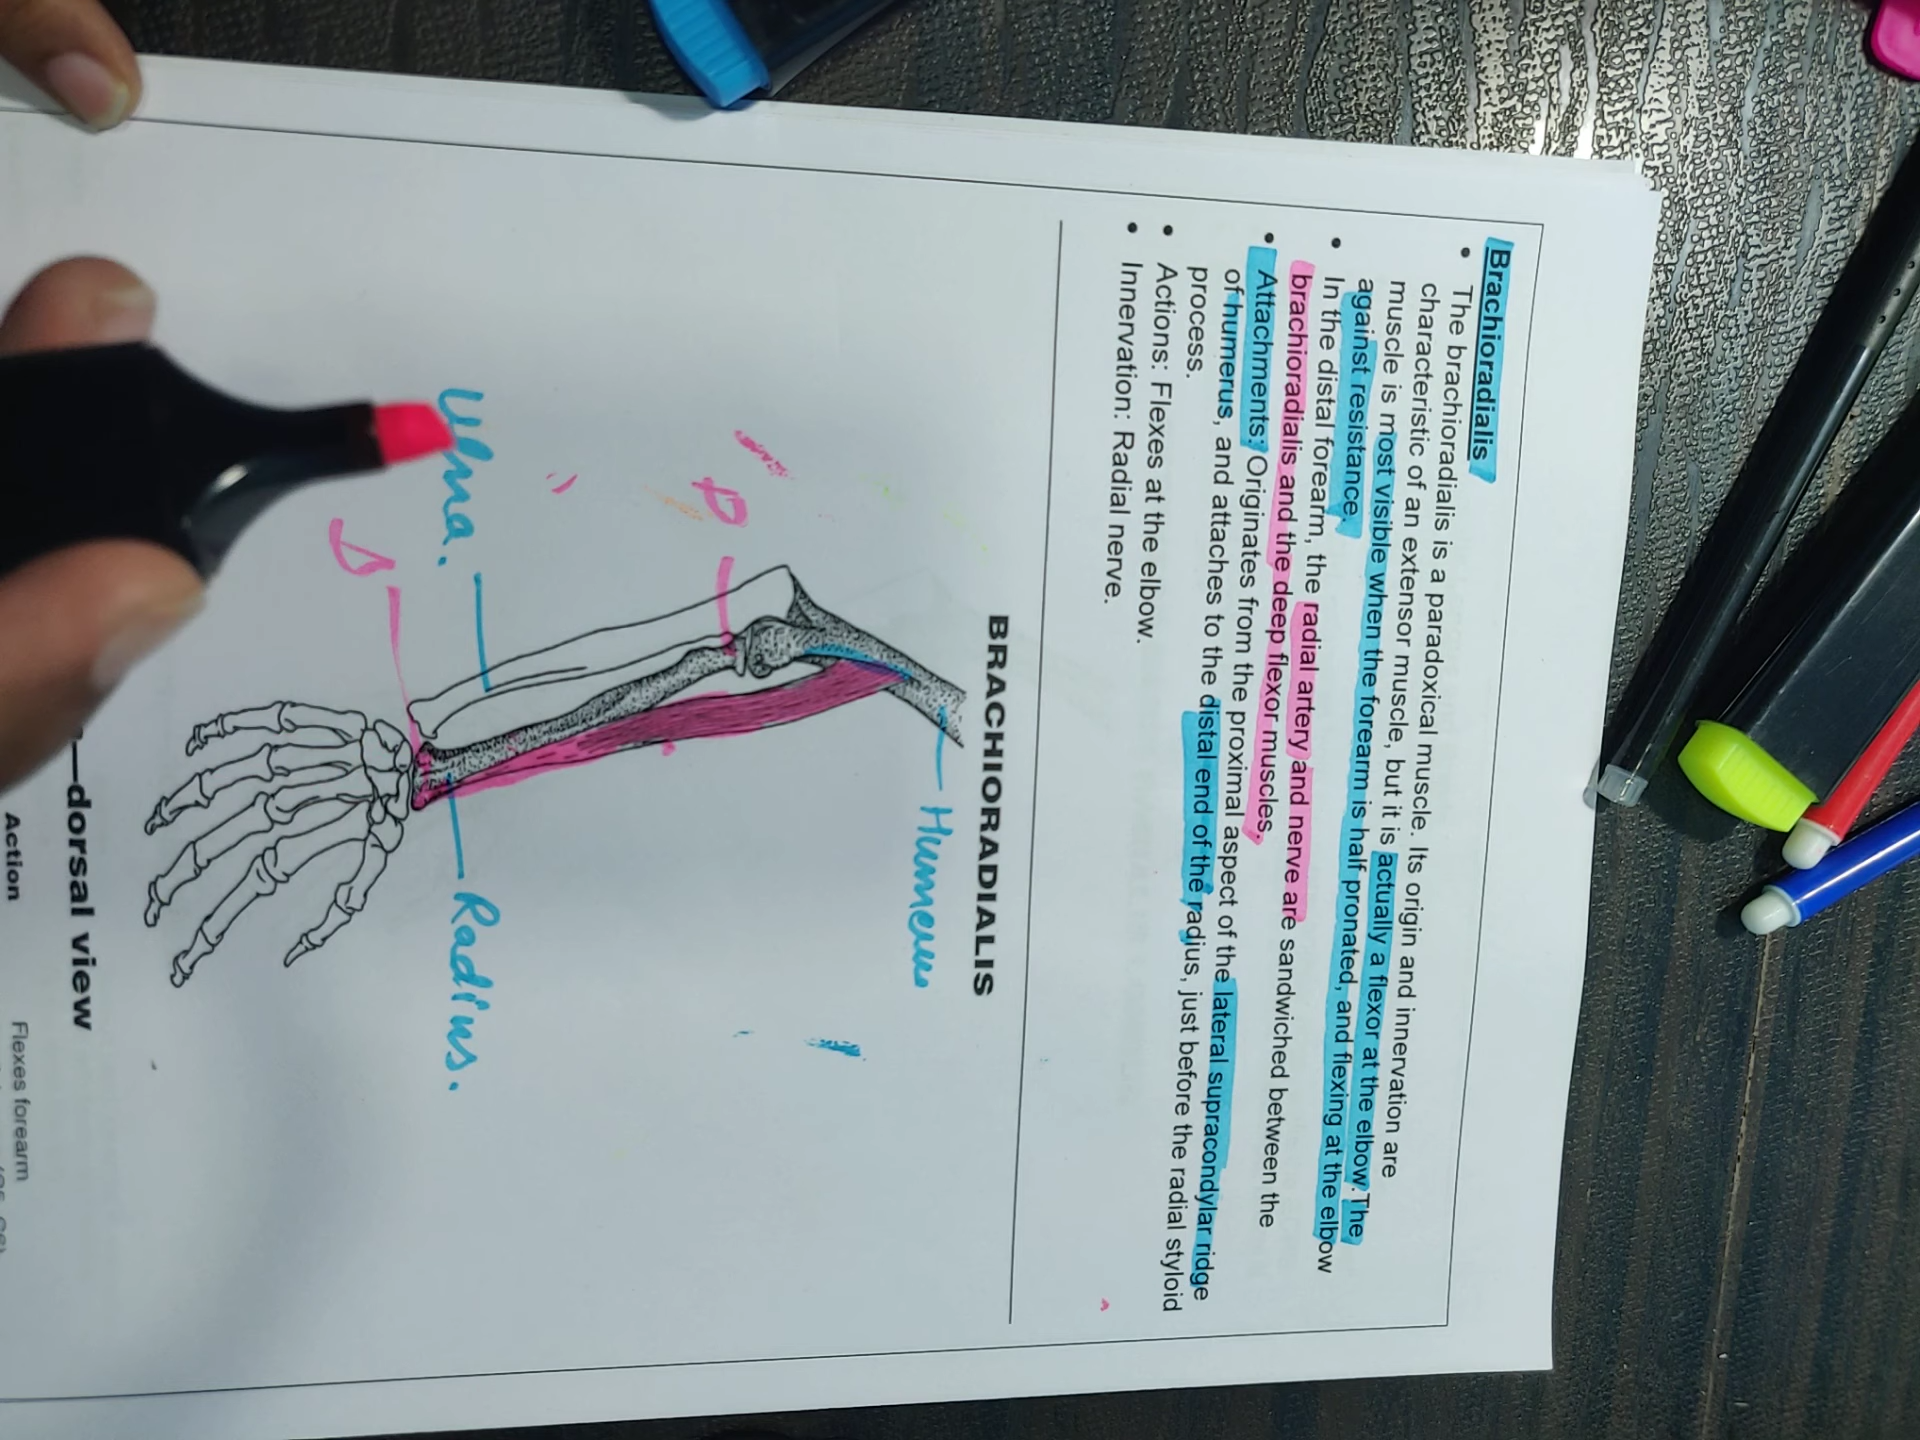 Brachioradialis
• The brachioradialis is a paradoxical muscle. Its origin and innervation are
characteristic of an extensor muscle, but it is actually a flexor at the elbow. The
muscle is most visible when the forearm is half pronated, and flexing at the elbow
against resistance.
• In the distal forearm, the radial artery and nerve are sandwiched between the
brachioradialis and the deep flexor muscles.
• Attachments: Originates from the proximal aspect of the lateral supracondylar ridge
of humerus, and attaches to the distal end of the radius, just before the radial styloid
process.
• Actions: Flexes at the elbow.
• Innervation: Radial nerve.
BRACHIORADIALIS
Humerus
P
Ulna.
Radius.
D
—dorsal view
Action
Flexes forearm